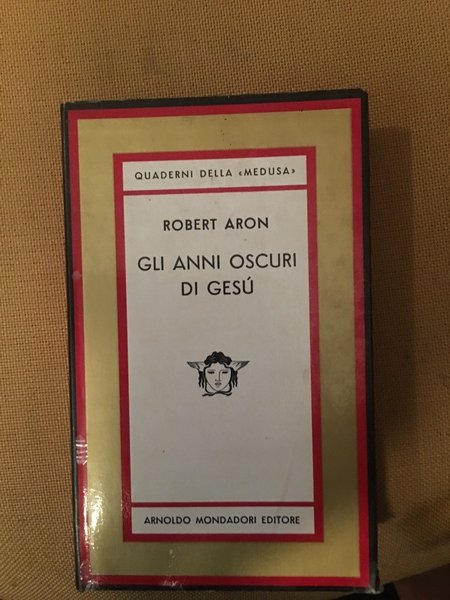 QUADERNI DELLA «MEDUSA»
ROBERT ARON
GLI ANNI OSCURI
DI GESÚ
ARNOLDO MONDADORI EDITORE